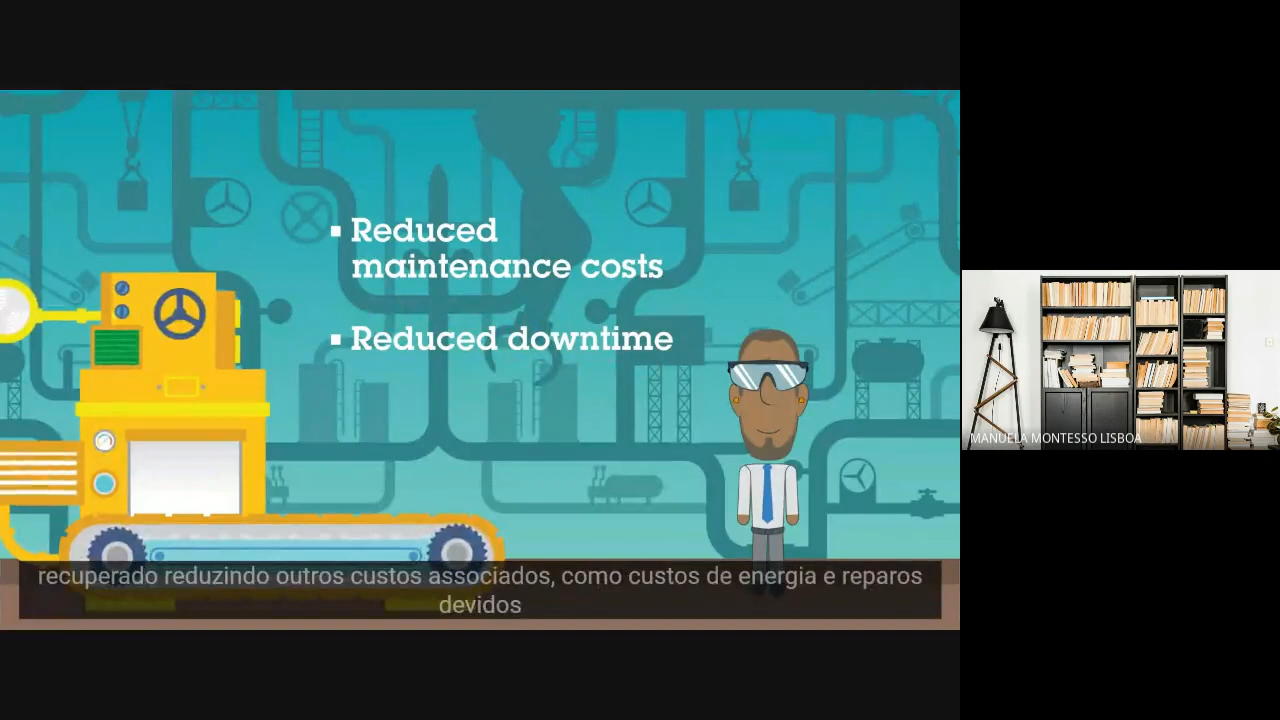 ▪ Reduced
maintenance costs
▪ Reduced downtime
recuperado reduzindo outros custos associados, como custos de energia e reparos
devidos
MANUELA MONTESSO LISBOA